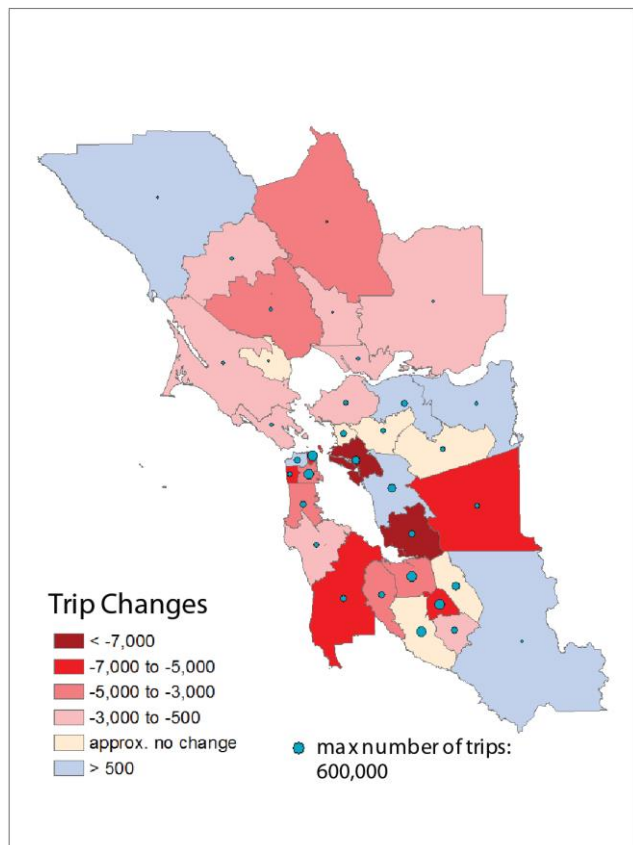 Trip Changes
< -7,000
-7,000 to -5,000
-5,000 to -3,000
-3,000 to -500
approx. no change
> 500
max number of trips:
600,000